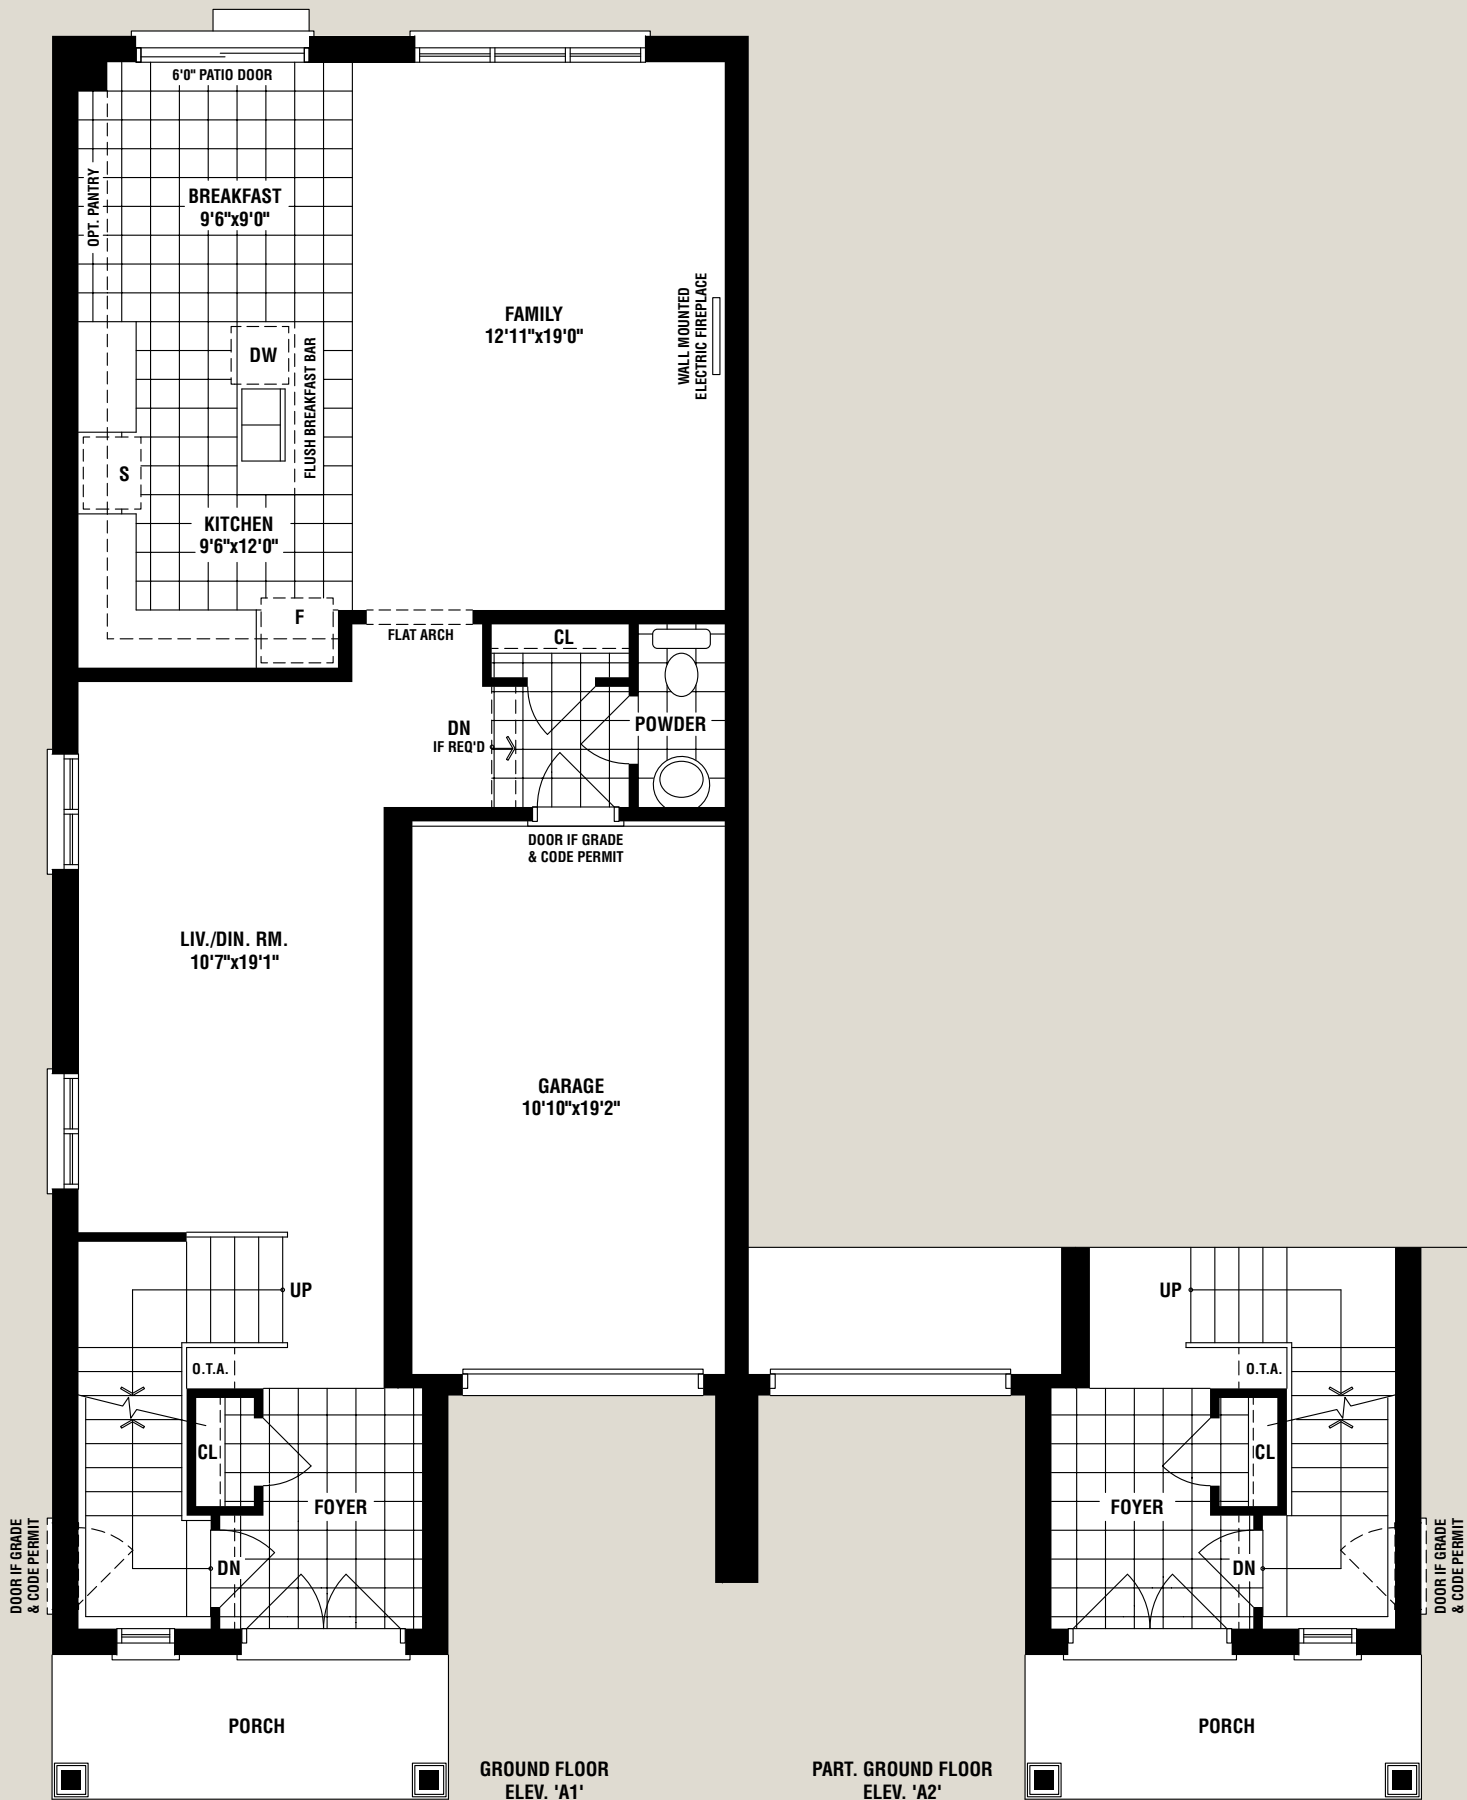 6'0" PATIO DOOR
OPT. PANTRY
BREAKFAST
9'6"x9'0"
FAMILY
12'11"x19'0"
WALL MOUNTED
ELECTRIC FIREPLACE
DW
FLUSH BREAKFAST BAR
S
KITCHEN
9'6"x12'0"
F
FLAT ARCH
CL
DN
IF REQ'D
POWDER
DOOR IF GRADE
& CODE PERMIT
LIV./DIN. RM.
10'7"x19'1"
GARAGE
10'10"x19'2"
UP
O.T.A.
CL
FOYER
DN
DOOR IF GRADE
& CODE PERMIT
PORCH
GROUND FLOOR
ELEV. 'A1'
UP
O.T.A.
CL
FOYER
DN
DOOR IF GRADE
& CODE PERMIT
PORCH
PART. GROUND FLOOR
ELEV. 'A2'